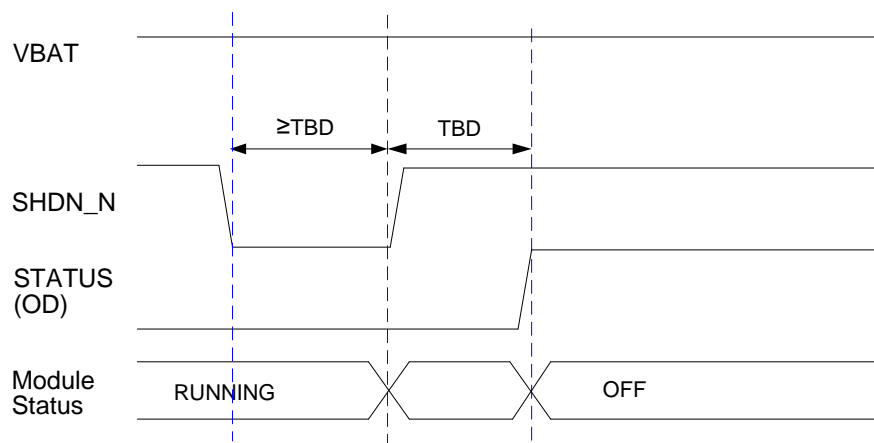 VBAT
≥TBD
TBD
SHDN_N
STATUS
(OD)
Module
Status
RUNNING
OFF